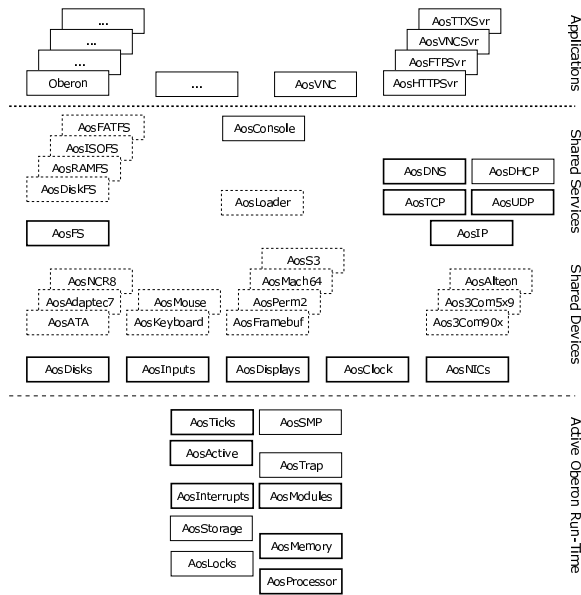 ...
...
...
Oberon
...
AosVNC
AosTTXSvr
AosVNCSvr
AosFTPSvr
AosHTTPSvr
Applications
AosFATFS
AosISOFS
AosRAMFS
AosDiskFS
AosFS
AosConsole
AosLoader
AosDNS
AosDHCP
AosTCP
AosUDP
AosIP
Shared Services
AosNCR8
AosAdaptec7
AosATA
AosMouse
AosKeyboard
AosS3
AosMach64
AosPerm2
AosFramebuf
AosAlteon
Aos3Com5x9
Aos3Com90x
AosDisks
AosInputs
AosDisplays
AosClock
AosNICs
Shared Devices
AosTicks
AosSMP
AosActive
AosTrap
AosInterrupts
AosModules
AosStorage
AosMemory
AosLocks
AosProcessor
Active Oberon Run-Time